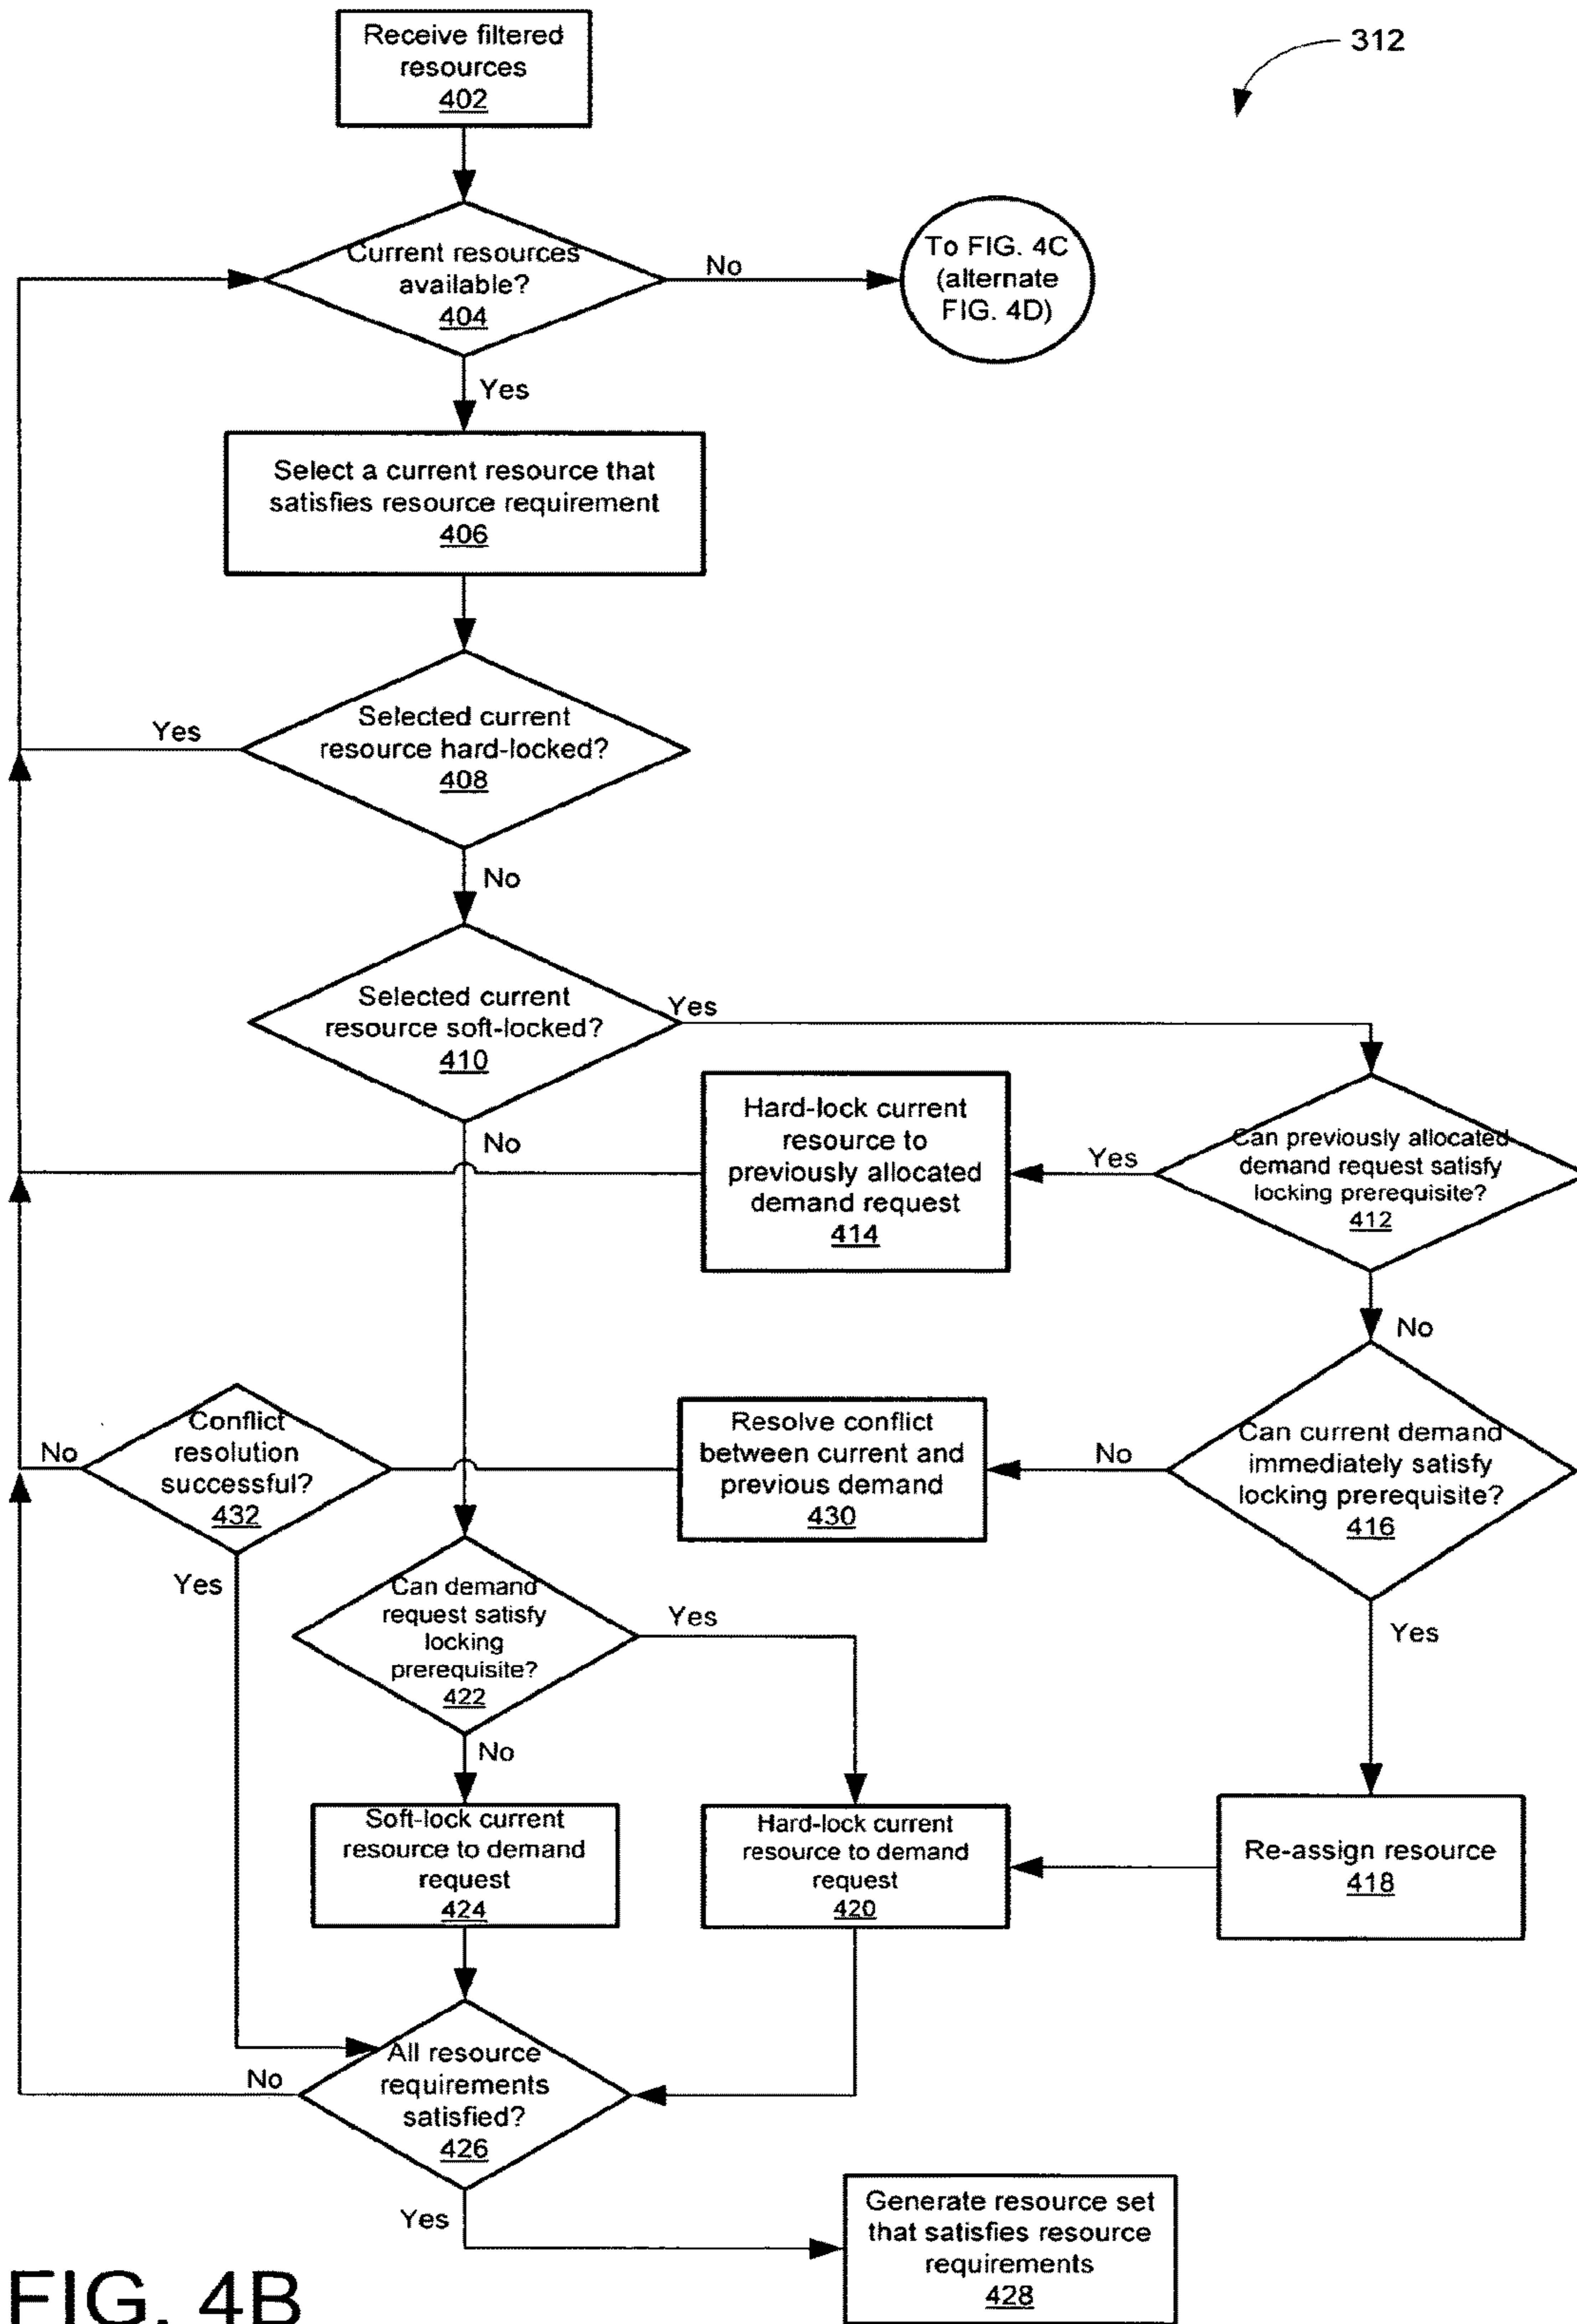 312
Receive filtered
resources
402
Current resources
available?
404
No
To FIG. 4C
(alternate
FIG. 4D)
Yes
Select a current resource that
satisfies resource requirement
406
Selected current
resource hard-locked?
408
Yes
No
Selected current
resource soft-locked?
410
Yes
No
Can previously allocated
demand request satisfy
locking prerequisite?
412
Yes
Hard-lock current
resource to
previously allocated
demand request
414
No
Can current demand
immediately satisfy
locking prerequisite?
416
No
Resolve conflict
between current and
previous demand
430
Conflict
resolution
successful?
432
No
Yes
Yes
Can demand
request satisfy
locking
prerequisite?
422
Yes
No
Soft-lock current
resource to demand
request
424
Hard-lock current
resource to demand
request
420
Re-assign resource
418
All resource
requirements
satisfied?
426
No
Yes
Generate resource set
that satisfies resource
requirements
428
FIG. 4B